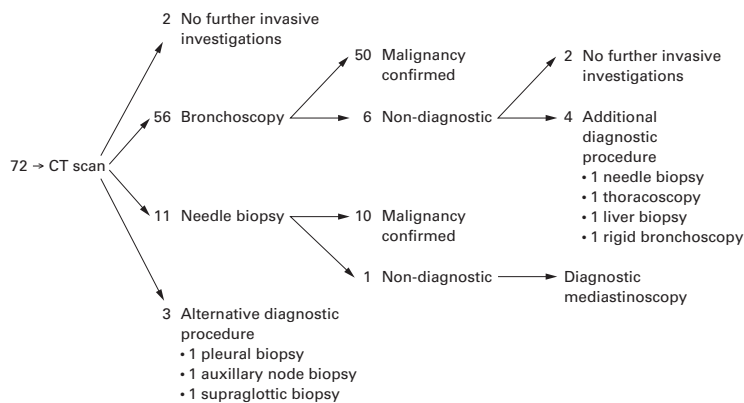 2 No further invasive
investigations
50 Malignancy
confirmed
2 No further invasive
investigations
56 Bronchoscopy
6 Non-diagnostic
4 Additional
diagnostic
procedure
• 1 needle biopsy
• 1 thoracoscopy
• 1 liver biopsy
• 1 rigid bronchoscopy
72 → CT scan
11 Needle biopsy
10 Malignancy
confirmed
1 Non-diagnostic
Diagnostic
mediastinoscopy
3 Alternative diagnostic
procedure
• 1 pleural biopsy
• 1 auxillary node biopsy
• 1 supraglottic biopsy